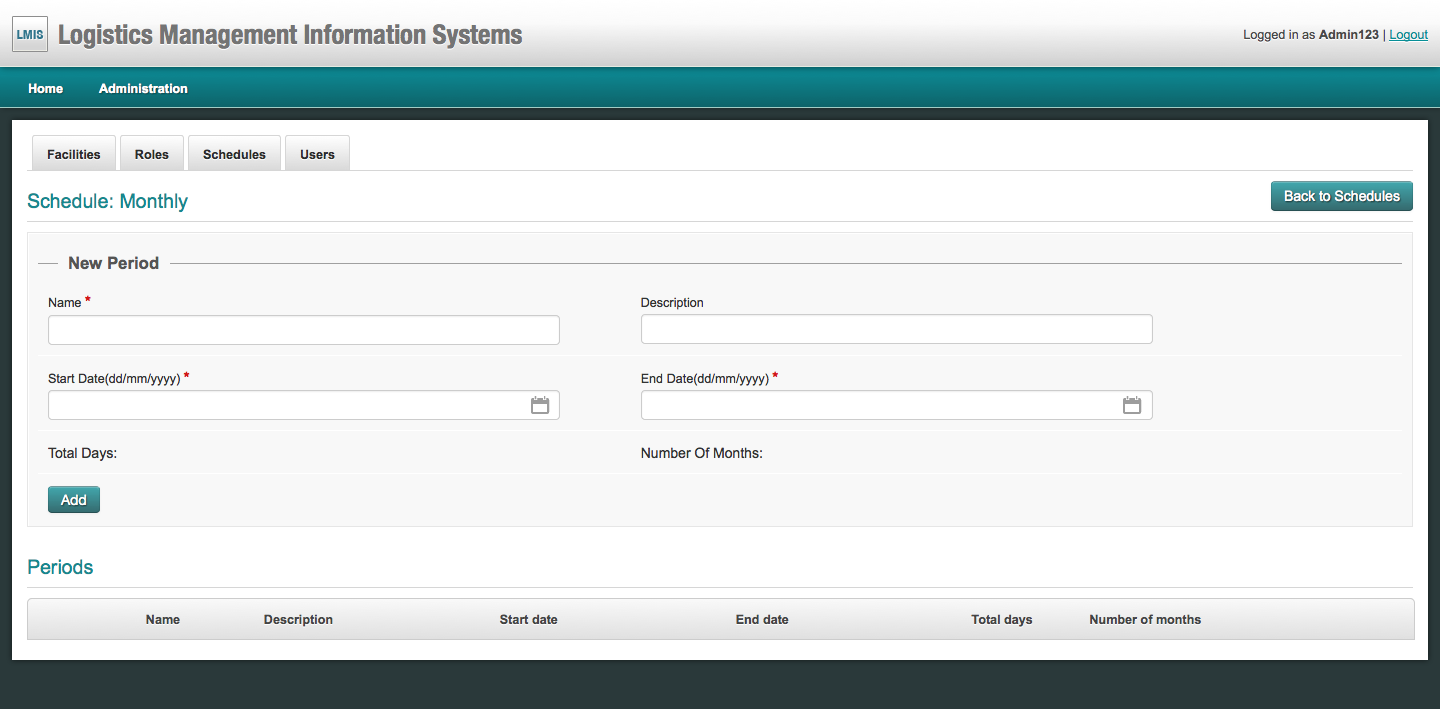 LMIS Logistics Management Information Systems
Logged in as Admin123 | Logout
Home Administration
Facilities Roles Schedules Users
Schedule: Monthly
Back to Schedules
New Period
Name * Description
Start Date(dd/mm/yyyy) * End Date(dd/mm/yyyy) *
Total Days: Number Of Months:
Add
Periods
Name Description Start date End date Total days Number of months